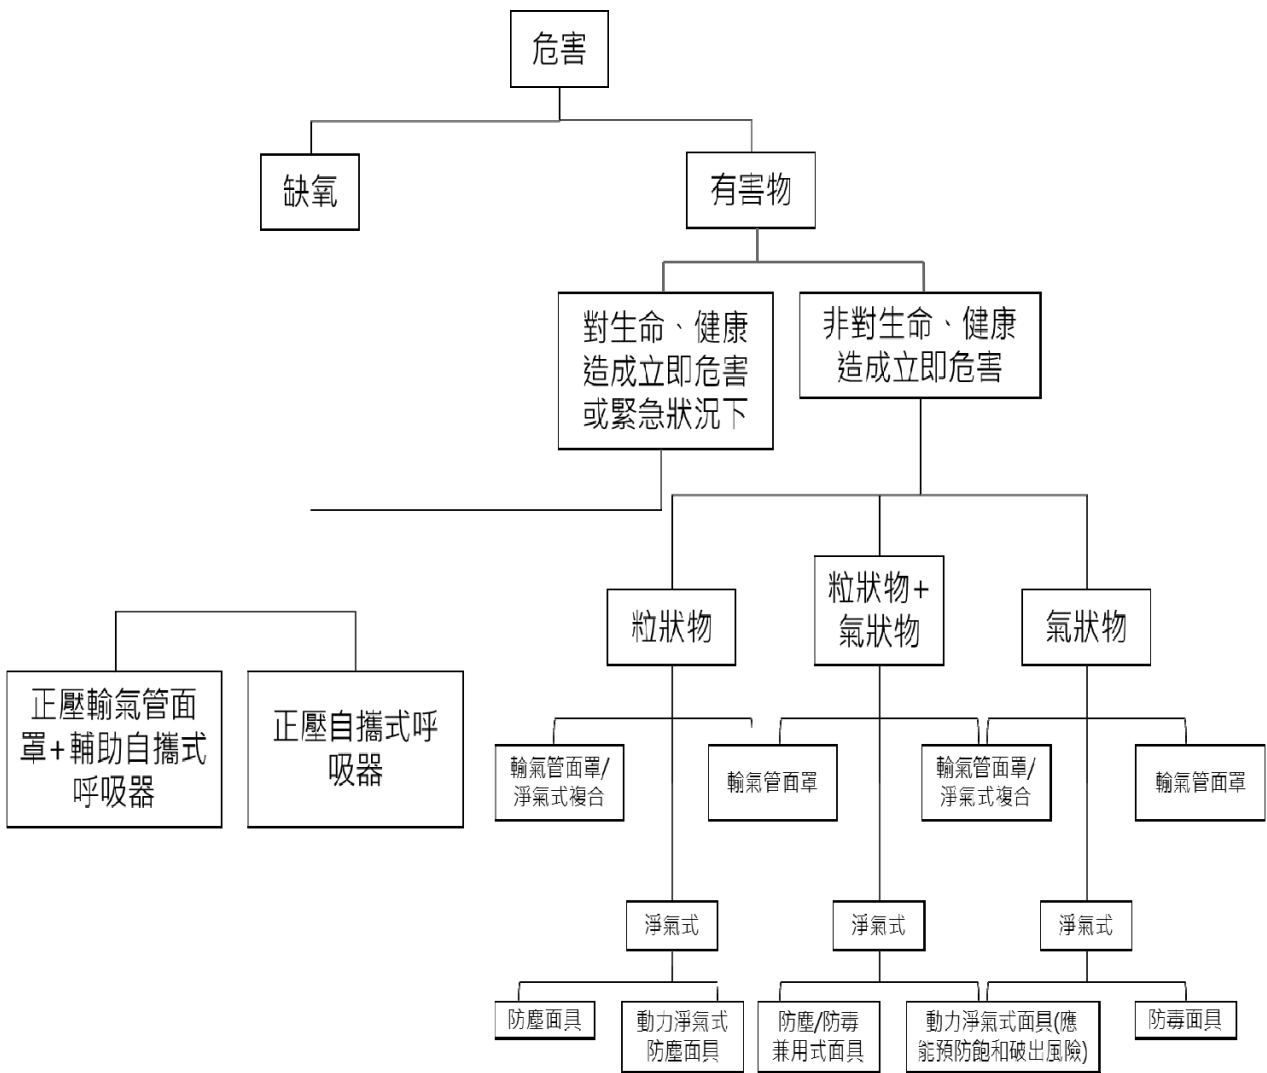 危害
缺氧
有害物
對生命、健康
造成立即危害
或緊急狀況下
非對生命、健康
造成立即危害
粒狀物
粒狀物+
氣狀物
氣狀物
正壓輸氣管面
罩+輔助自攜式
呼吸器
正壓自攜式呼
吸器
輸氣管面罩/
淨氣式複合
輸氣管面罩
輸氣管面罩/
淨氣式複合
輸氣管面罩
淨氣式
淨氣式
淨氣式
防塵面具
動力淨氣式
防塵面具
防塵/防毒
兼用式面具
動力淨氣式面具(應
能預防飽和破出風險)
防毒面具